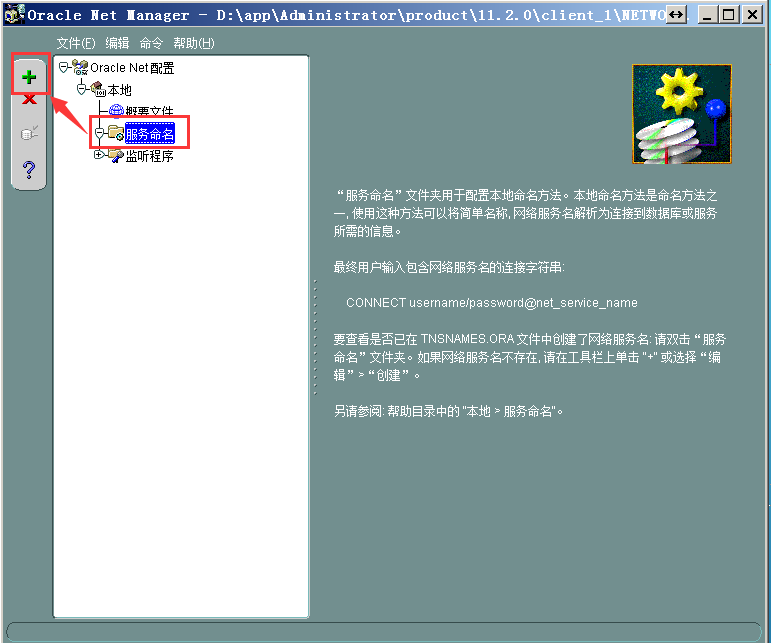 Oracle Net Manager - D:\app\Administrator\product\11.2.0\client_1\NETWO
文件(F) 编辑 命令 帮助(H)
Oracle Net 配置
本地
概要文件
服务命名
监听程序
“服务命名”文件夹用于配置本地命名方法。本地命名方法是命名方法之
一, 使用这种方法可以将简单名称, 网络服务名解析为连接到数据库或服务
所需的信息。
最终用户输入包含网络服务名的连接字符串:
CONNECT username/password@net_service_name
要查看是否已在 TNSNAMES.ORA 文件中创建了网络服务名: 请双击“服务
命名”文件夹。如果网络服务名不存在, 请在工具栏上单击 "+" 或选择“编
辑”>“创建”。
另请参阅: 帮助目录中的 "本地 > 服务命名"。